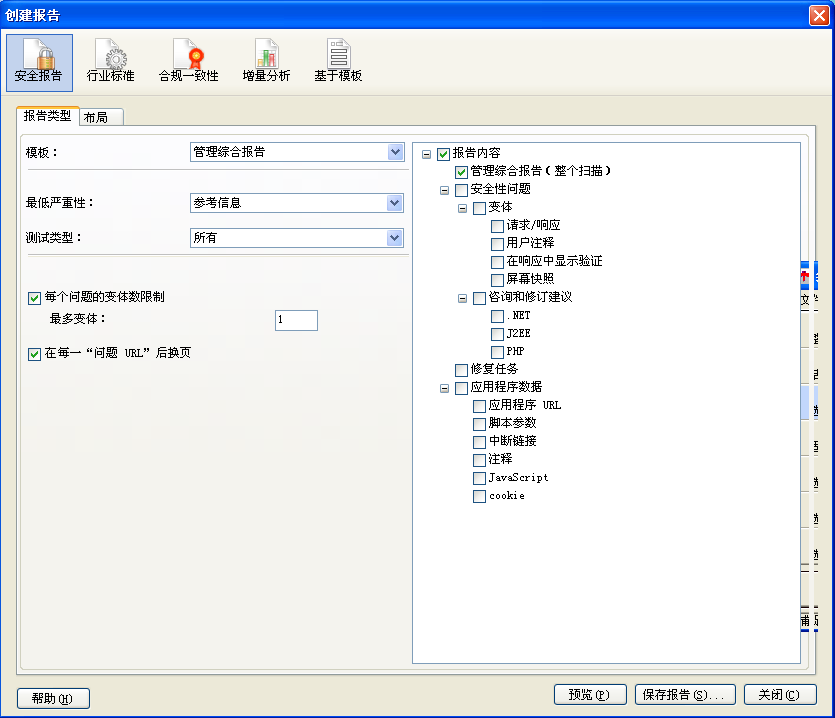 创建报告
安全报告 行业标准 合规一致性 增量分析 基于模板
报告类型 布局
模板：
管理综合报告
最低严重性：
参考信息
测试类型：
所有
每个问题的变体数限制
最多变体：
1
在每一“问题 URL”后换页
报告内容
管理综合报告(整个扫描)
安全性问题
变体
请求/响应
用户注释
在响应中显示验证
屏幕快照
咨询和修订建议
.NET
J2EE
PHP
修复任务
应用程序数据
应用程序 URL
脚本参数
中断链接
注释
JavaScript
cookie
帮助(H)
预览(P)
保存报告(S)...
关闭(C)